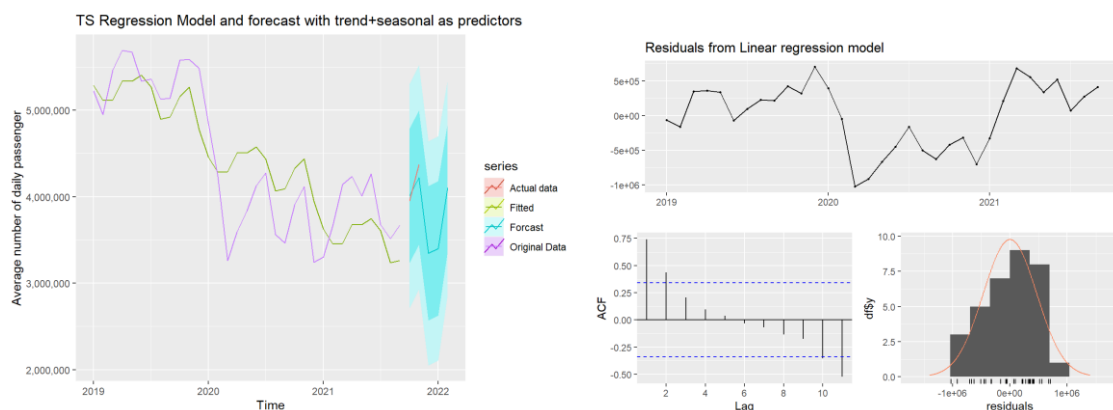 TS Regression Model and forecast with trend+seasonal as predictors
Average number of daily passenger
5,000,000
4,000,000
3,000,000
2,000,000
2019
2020
2021
2022
Time
series
Actual data
Fitted
Forcast
Original Data
Residuals from Linear regression model
5e+05
0e+00
-5e+05
-1e+06
2019
2020
2021
ACF
0.75
0.50
0.25
0.00
-0.25
-0.50
2
4
6
8
10
Lag
df$y
10.0
7.5
5.0
2.5
0.0
-1e+06
0e+00
1e+06
residuals